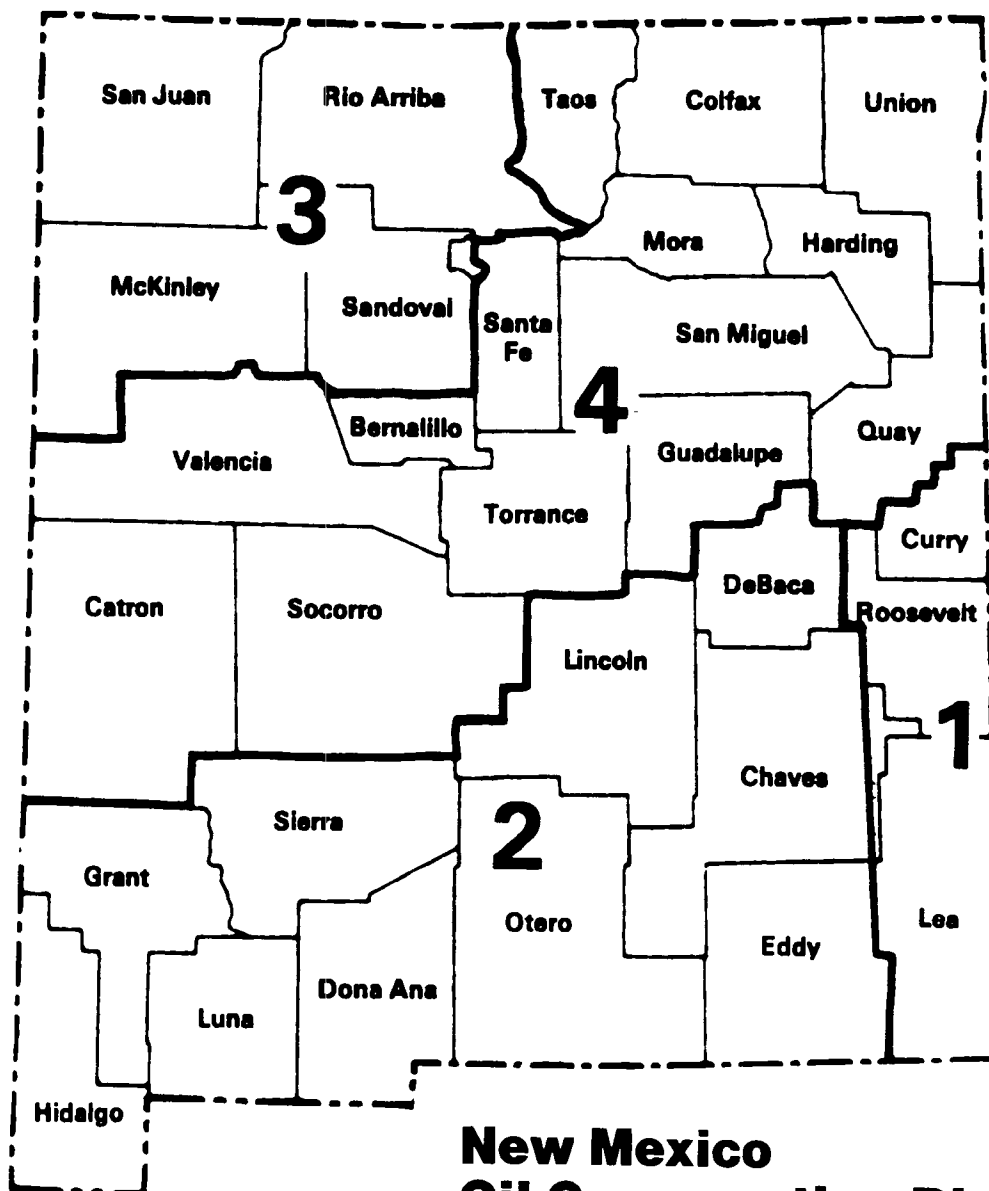 San Juan
Rio Arriba
Taos
Colfax
Union
3
Mora
Harding
McKinley
Sandoval
Santa
Fe
San Miguel
4
Bernalillo
Quay
Valencia
Guadalupe
Torrance
Curry
DeBaca
Catron
Socorro
Roosevelt
Lincoln
1
Chaves
Sierra
2
Grant
Otero
Lea
Eddy
Dona Ana
Luna
Hidalgo
New Mexico